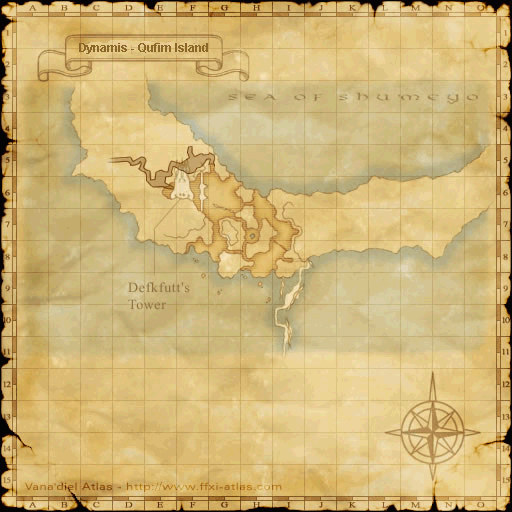 A B C D E F G H I J K L M N O
Dynamis - Qufim Island
SEA OF SHUMEYO
Defkfutt's
Tower
Vana'diel Atlas - http://www.ffxi-atlas.com
A B C D E F G H I J K L M N O
1
2
3
4
5
6
7
8
9
10
11
12
13
14
15